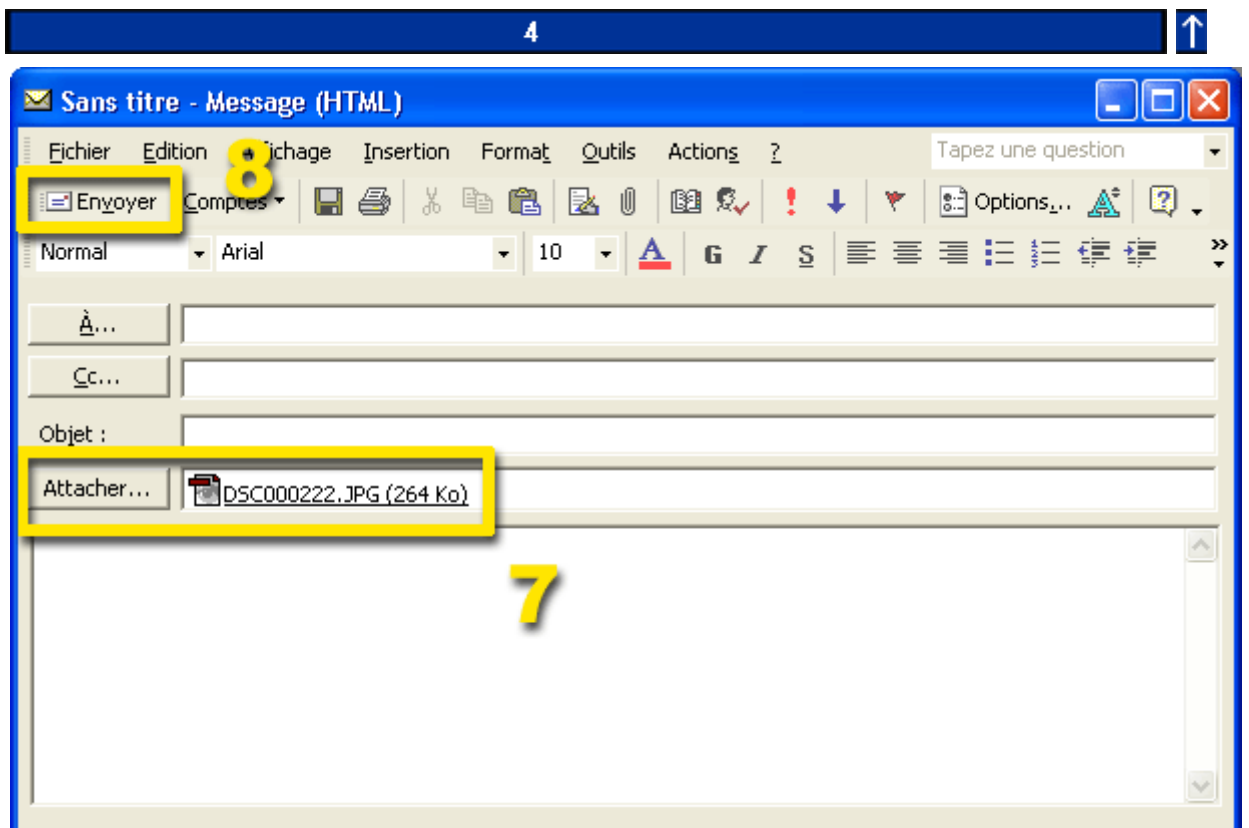 4
Sans titre - Message (HTML)
Fichier Edition ichage Insertion Format Outils Actions ? Tapez une question
8
Envoyer Comptes Options...
Normal Arial 10 A G I S
À...
Cc...
Objet :
Attacher... DSC000222.JPG (264 Ko)
7